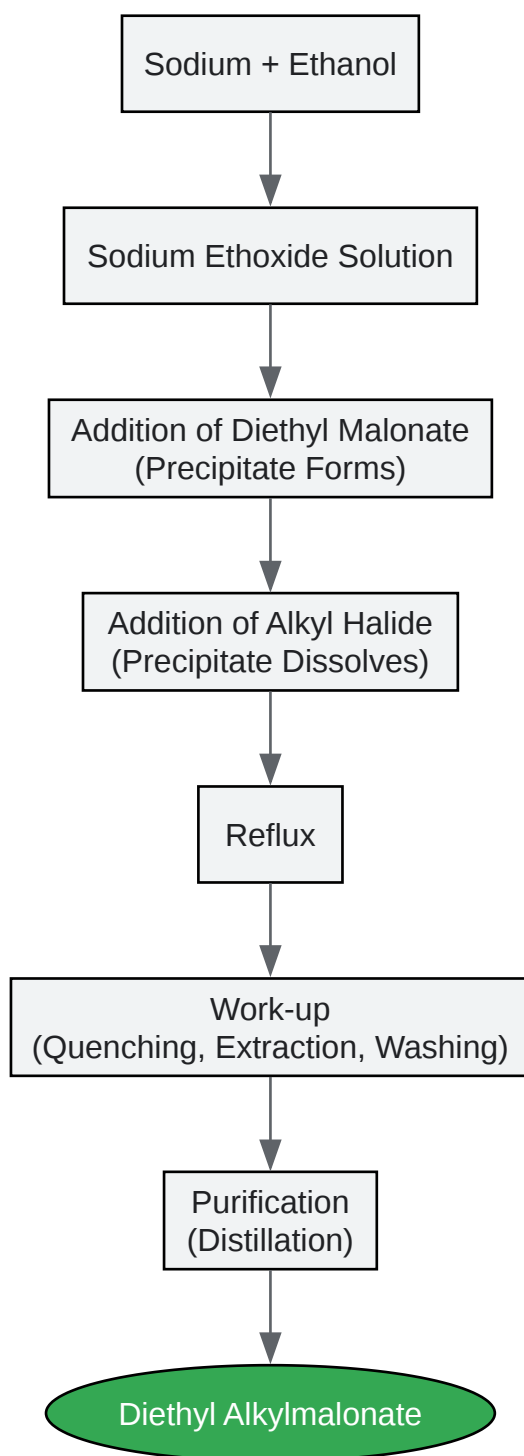 Sodium + Ethanol
Sodium Ethoxide Solution
Addition of Diethyl Malonate
(Precipitate Forms)
Addition of Alkyl Halide
(Precipitate Dissolves)
Reflux
Work-up
(Quenching, Extraction, Washing)
Purification
(Distillation)
Diethyl Alkylmalonate